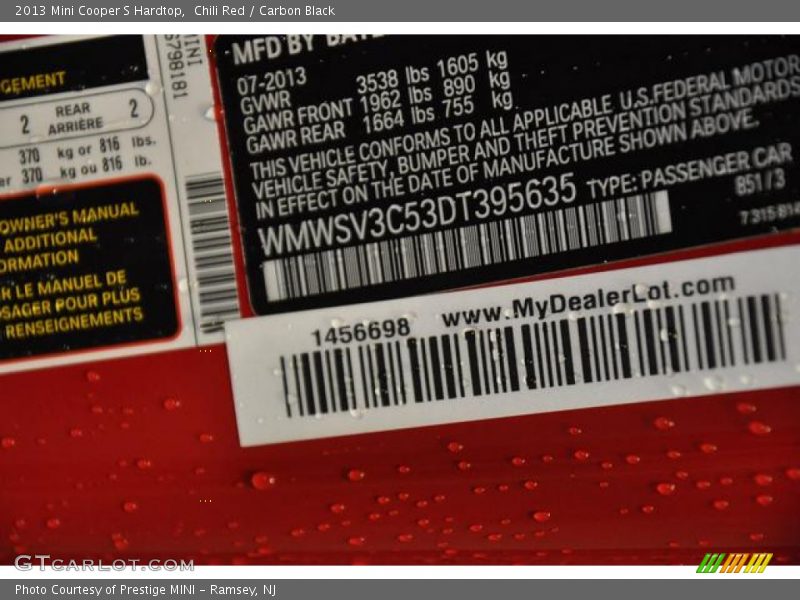 2013 Mini Cooper S Hardtop,  Chili Red / Carbon Black
MFD BY
07-2013
GVWR 3538 lbs 1605 kg
GAWR FRONT 1962 lbs 890 kg
GAWR REAR 1664 lbs 755 kg
THIS VEHICLE CONFORMS TO ALL APPLICABLE U.S.FEDERAL MOTOR
VEHICLE SAFETY, BUMPER AND THEFT PREVENTION STANDARDS
IN EFFECT ON THE DATE OF MANUFACTURE SHOWN ABOVE.
WMWSV3C53DT395635 TYPE: PASSENGER CAR
851/3
GEMENT
2 REAR 2
ARRIÈRE
370 kg or 816 lbs.
370 kg ou 816 lb.
OWNER'S MANUAL
ADDITIONAL
ORMATION
LE MANUEL DE
SAGER POUR PLUS
RENSEIGNEMENTS
1456698 www.MyDealerLot.com
GTCARLOT.COM
Photo Courtesy of Prestige MINI – Ramsey, NJ